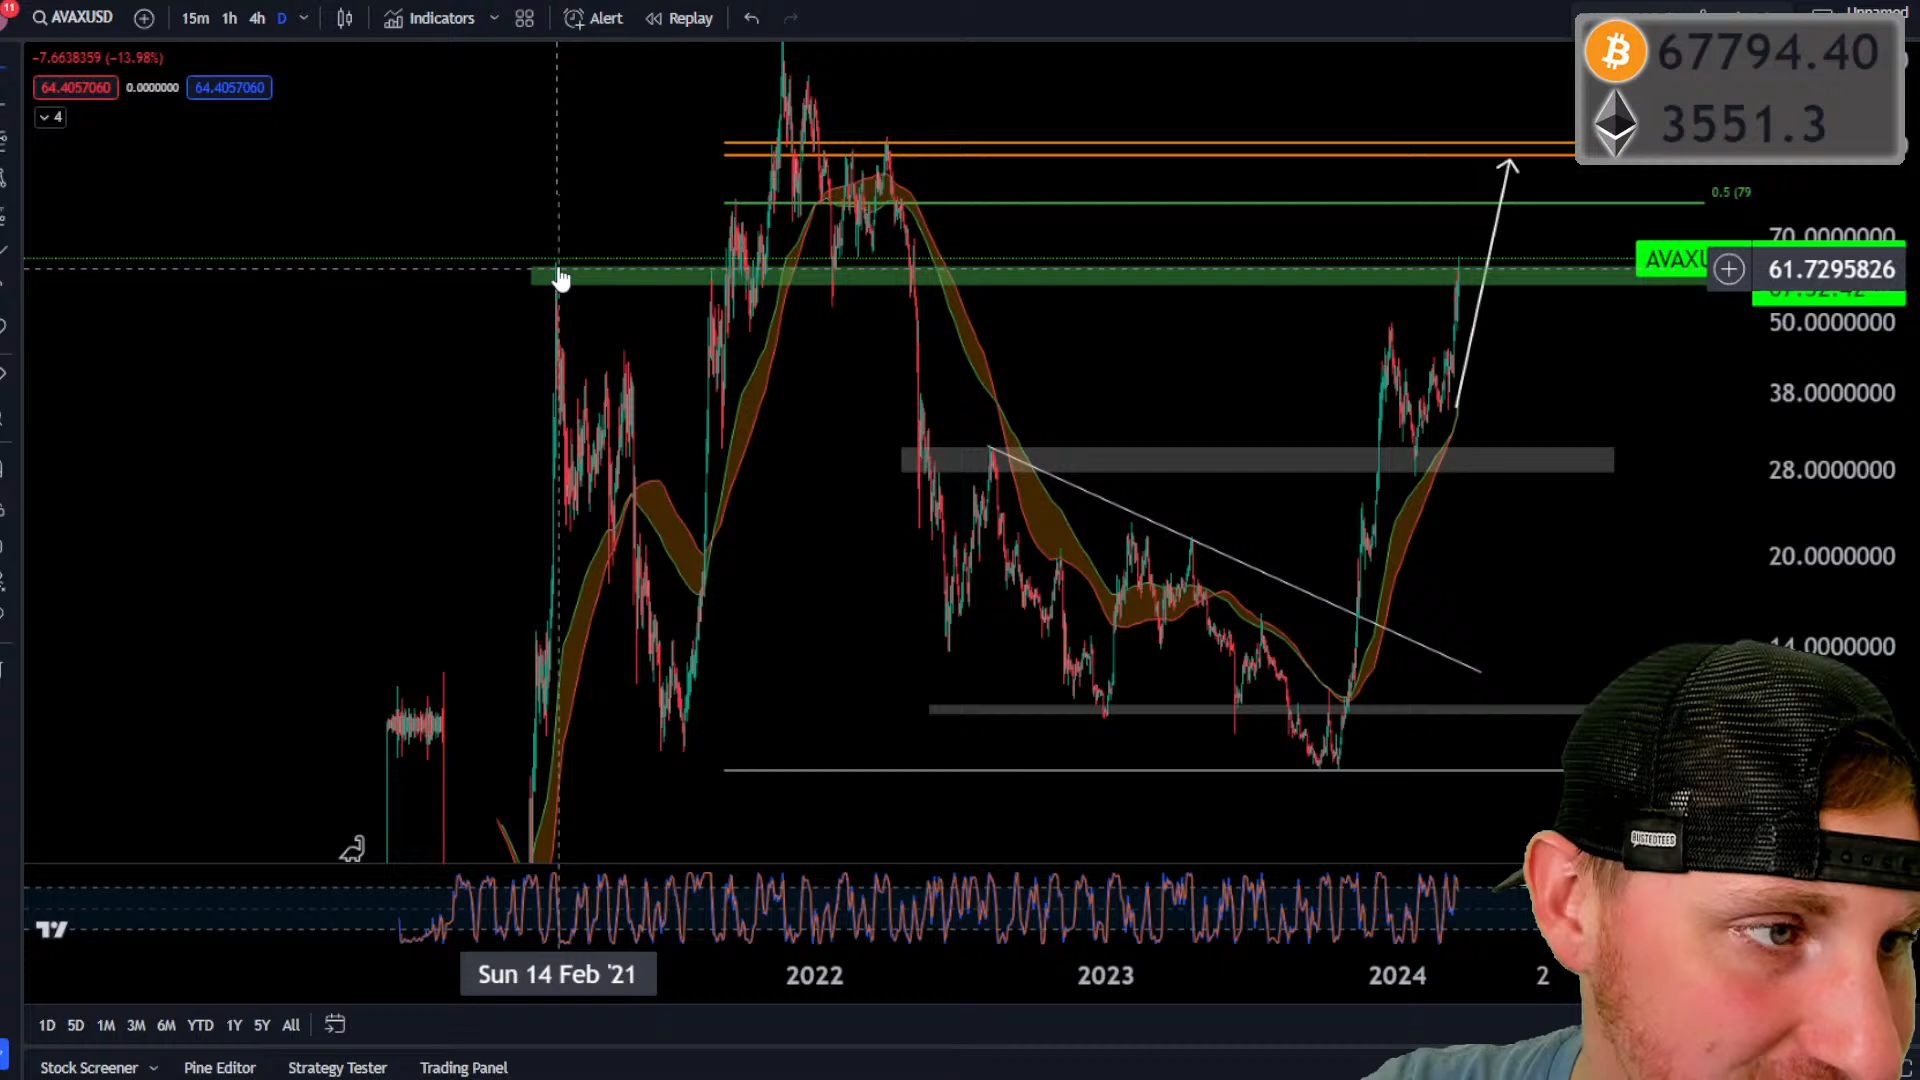 11
AVAXUSD
15m 1h 4h D
Indicators
Alert
Replay
Unnamed
−7.6638359 (−13.98%)
64.4057060 0.0000000 64.4057060
4
67794.40
3551.3
0.5 (79
70.0000000
AVAXU
61.7295826
50.0000000
38.0000000
28.0000000
20.0000000
14.0000000
BUSTEDTEES
Sun 14 Feb '21
2022 2023 2024 2
1D 5D 1M 3M 6M YTD 1Y 5Y All
Stock Screener Pine Editor Strategy Tester Trading Panel